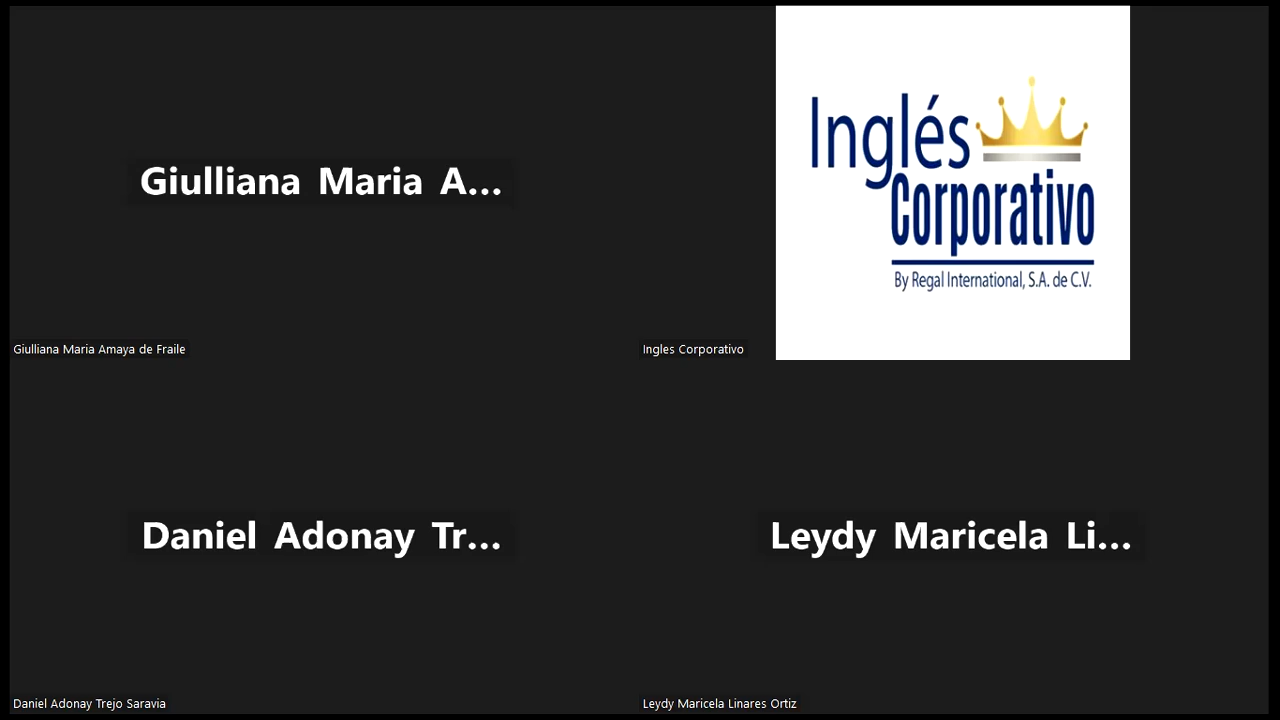 Giulliana Maria A...
Giulliana Maria Amaya de Fraile
Inglés
Corporativo
By Regal International, S.A. de C.V.
Ingles Corporativo
Daniel Adonay Tr...
Daniel Adonay Trejo Saravia
Leydy Maricela Li...
Leydy Maricela Linares Ortiz